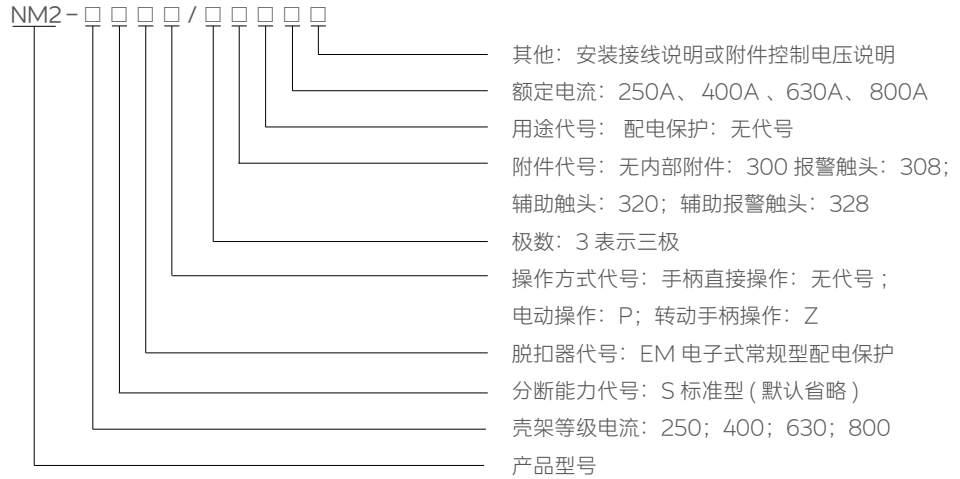 NM2-□□□□/□□□□□
其他：安装接线说明或附件控制电压说明
额定电流：250A、 400A 、630A、 800A
用途代号： 配电保护：无代号
附件代号：无内部附件：300 报警触头：308；
辅助触头：320；辅助报警触头：328
极数：3 表示三极
操作方式代号：手柄直接操作：无代号 ;
电动操作：P；转动手柄操作：Z
脱扣器代号：EM 电子式常规型配电保护
分断能力代号：S 标准型 ( 默认省略 )
壳架等级电流：250；400；630；800
产品型号